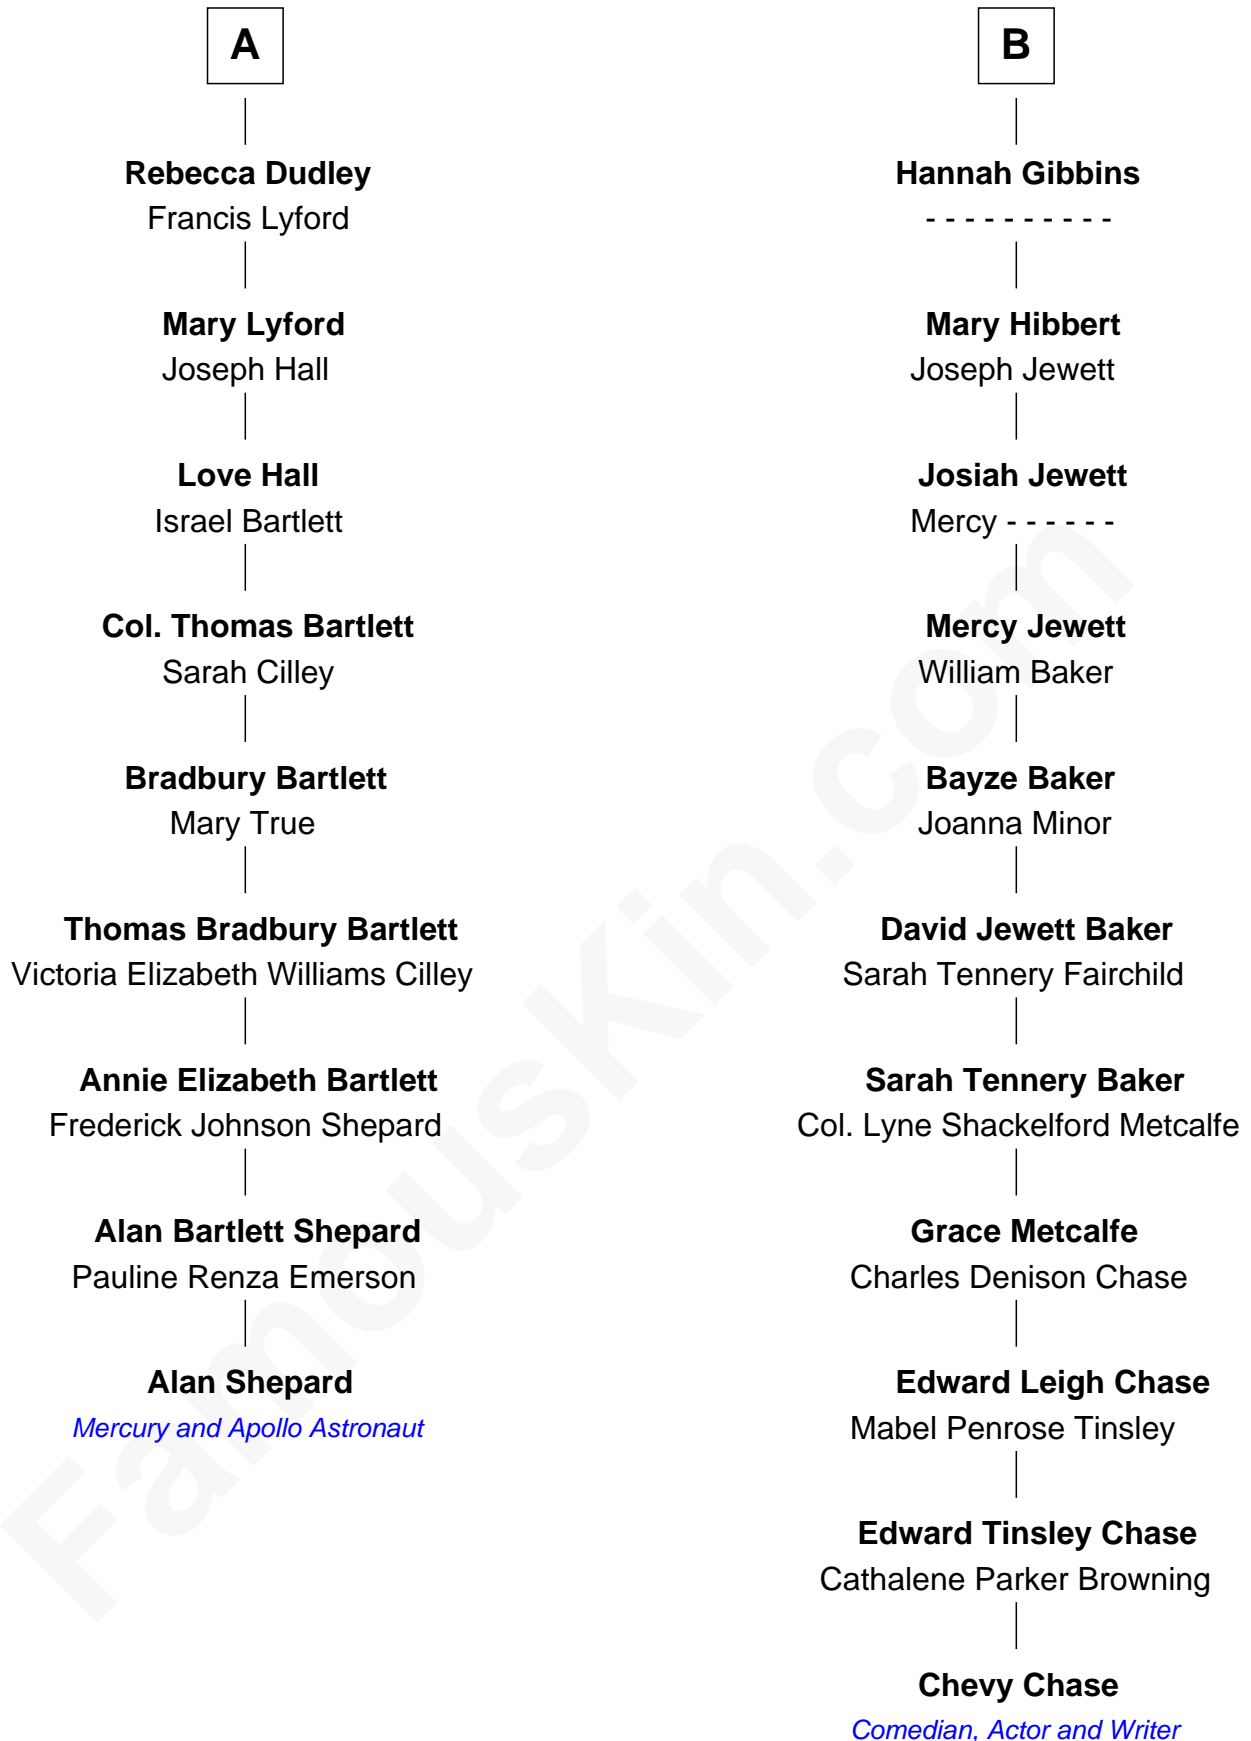 A
Rebecca Dudley
Francis Lyford
Mary Lyford
Joseph Hall
Love Hall
Israel Bartlett
Col. Thomas Bartlett
Sarah Cilley
Bradbury Bartlett
Mary True
Thomas Bradbury Bartlett
Victoria Elizabeth Williams Cilley
Annie Elizabeth Bartlett
Frederick Johnson Shepard
Alan Bartlett Shepard
Pauline Renza Emerson
Alan Shepard
Mercury and Apollo Astronaut
B
Hannah Gibbins
- - - - - - - - - -
Mary Hibbert
Joseph Jewett
Josiah Jewett
Mercy - - - - - -
Mercy Jewett
William Baker
Bayze Baker
Joanna Minor
David Jewett Baker
Sarah Tennery Fairchild
Sarah Tennery Baker
Col. Lyne Shackelford Metcalfe
Grace Metcalfe
Charles Denison Chase
Edward Leigh Chase
Mabel Penrose Tinsley
Edward Tinsley Chase
Cathalene Parker Browning
Chevy Chase
Comedian, Actor and Writer
FamousKin.com